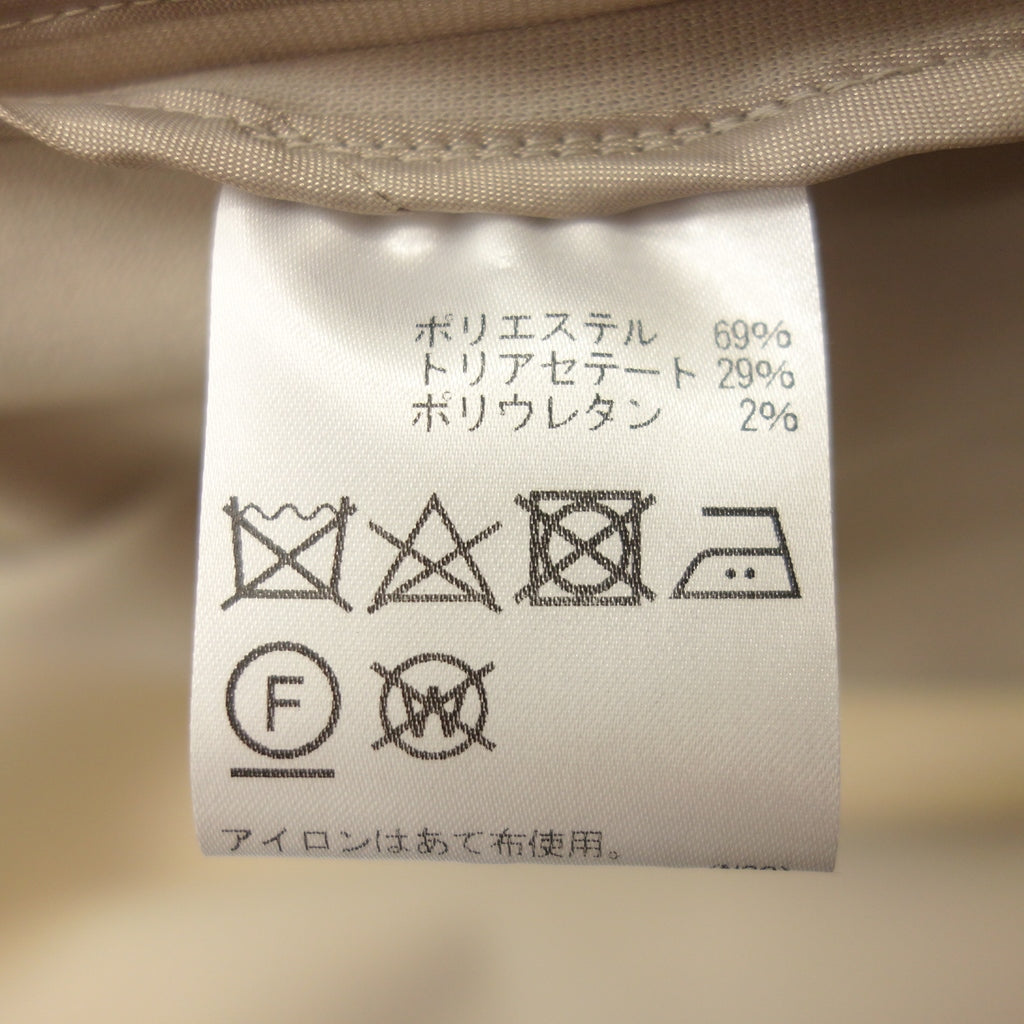 ポリエステル 69%
トリアセテート 29%
ポリウレタン 2%
F
W
アイロンはあて布使用。